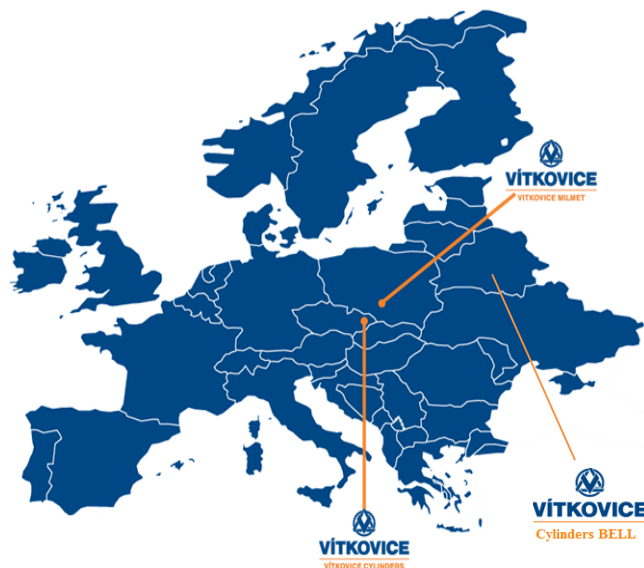 VÍTKOVICE
VITKOVICE MILMET
VÍTKOVICE
Cylinders BELL
VÍTKOVICE
VÍTKOVICE CYLINDERS